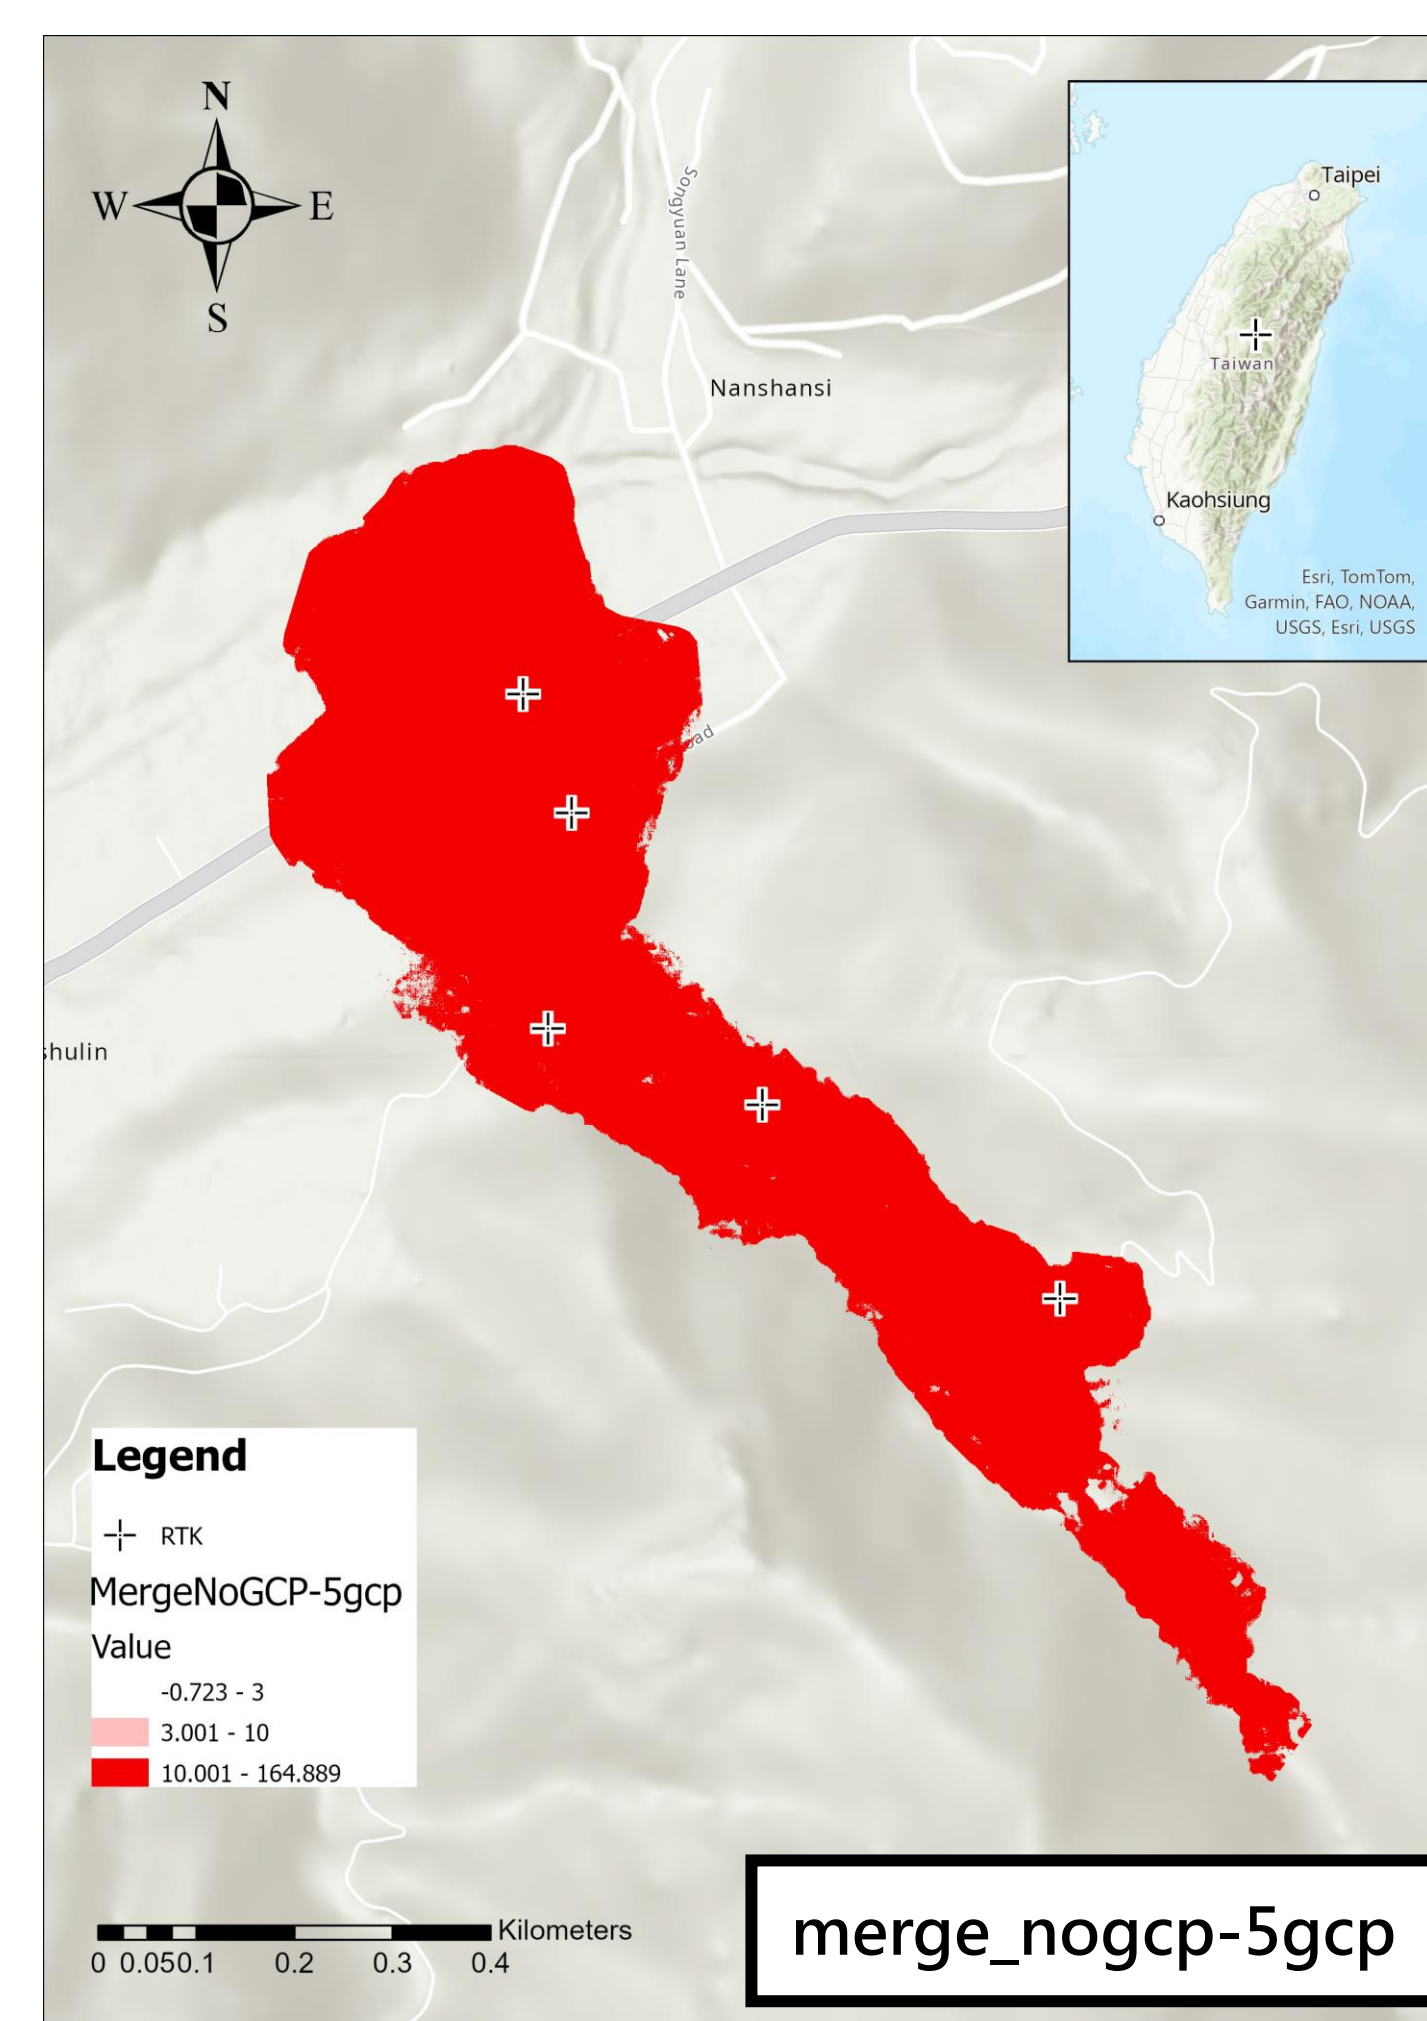 N
W E
S
Songyuan Lane
Nanshansi
Taipei
Taiwan
Kaohsiung
Esri, TomTom,
Garmin, FAO, NOAA,
USGS, Esri, USGS
oad
shulin
Legend
RTK
MergeNoGCP-5gcp
Value
-0.723 - 3
3.001 - 10
10.001 - 164.889
Kilometers
0 0.050.1 0.2 0.3 0.4
merge_nogcp-5gcp